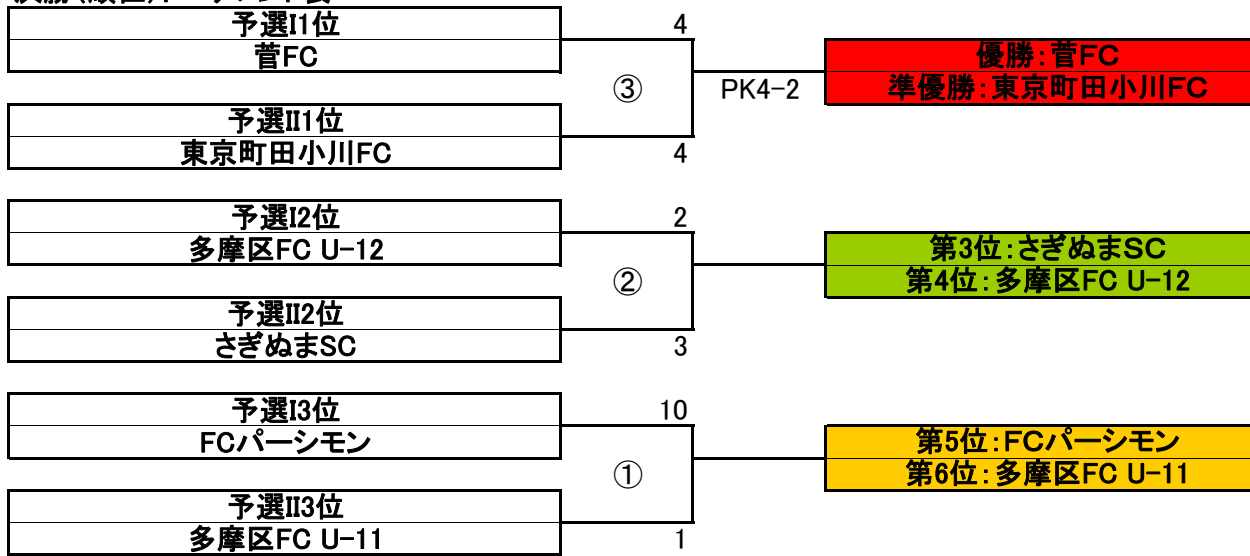 予選I1位
菅FC
4
③
PK4-2
優勝:菅FC
準優勝:東京町田小川FC
予選II1位
東京町田小川FC
4
予選I2位
多摩区FC U-12
2
②
第3位:さぎぬまSC
第4位:多摩区FC U-12
予選II2位
さぎぬまSC
3
予選I3位
FCパーシモン
10
①
第5位:FCパーシモン
第6位:多摩区FC U-11
予選II3位
多摩区FC U-11
1